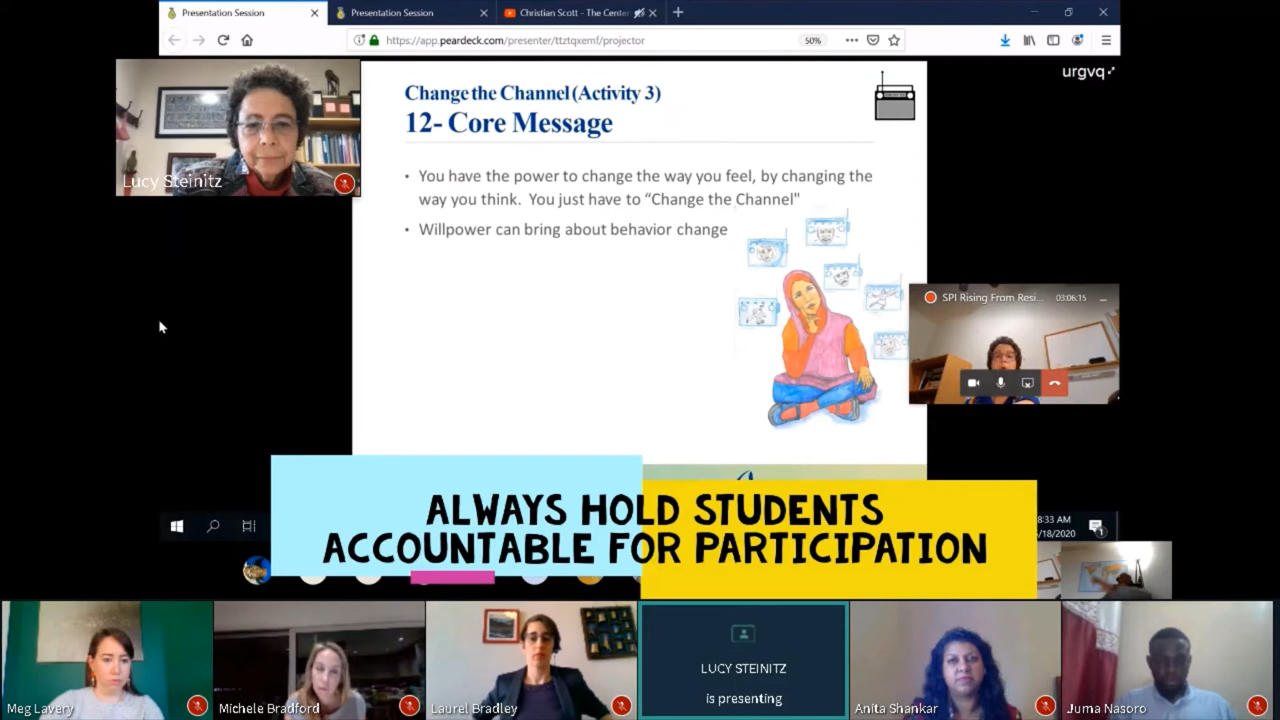 Presentation Session
Presentation Session
Christian Scott - The Center
https://app.peardeck.com/presenter/ttztqxemf/projector
50%
urgvq
Change the Channel (Activity 3)
12- Core Message
• You have the power to change the way you feel, by changing the
way you think. You just have to “Change the Channel"
• Willpower can bring about behavior change
Lucy Steinitz
SPI Rising From Resi...
03:06:15
ALWAYS HOLD STUDENTS
ACCOUNTABLE FOR PARTICIPATION
8:33 AM
/18/2020
1
Meg Lavery
Michele Bradford
Laurel Bradley
LUCY STEINITZ
is presenting
Anita Shankar
Juma Nasoro